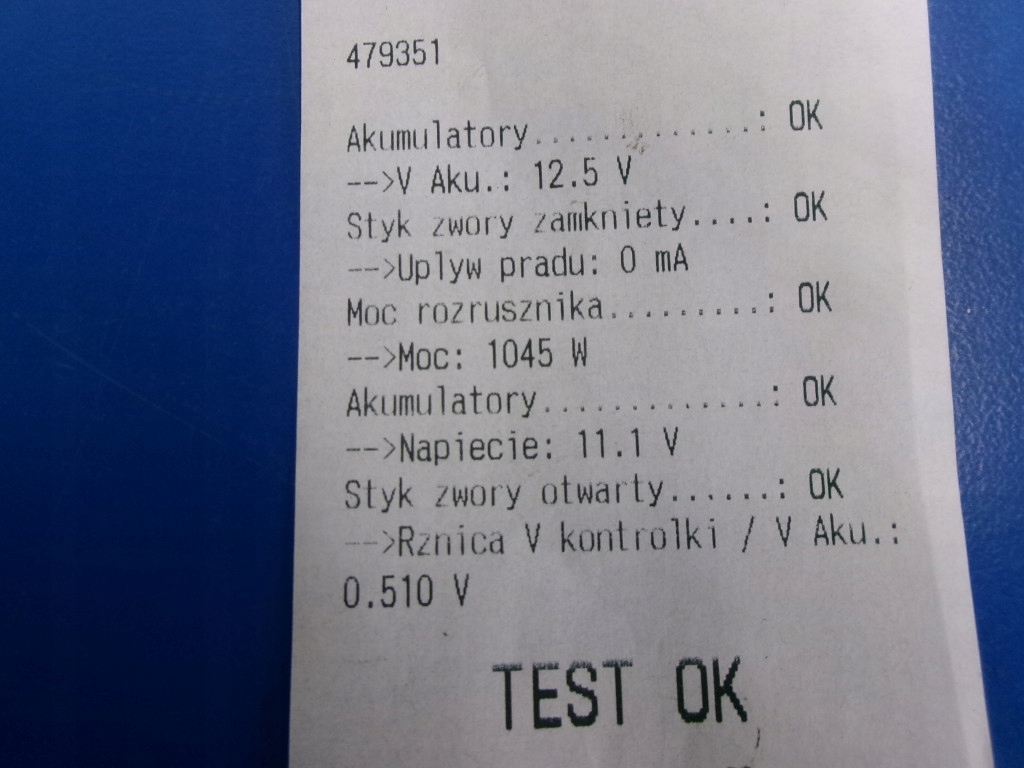 479351
Akumulatory.............: OK
-->V Aku.: 12.5 V
Styk zwory zamkniety....: OK
-->Uplyw pradu: 0 mA
Moc rozrusznika.........: OK
-->Moc: 1045 W
Akumulatory.............: OK
-->Napiecie: 11.1 V
Styk zwory otwarty......: OK
-->Rznica V kontrolki / V Aku.:
0.510 V
TEST OK